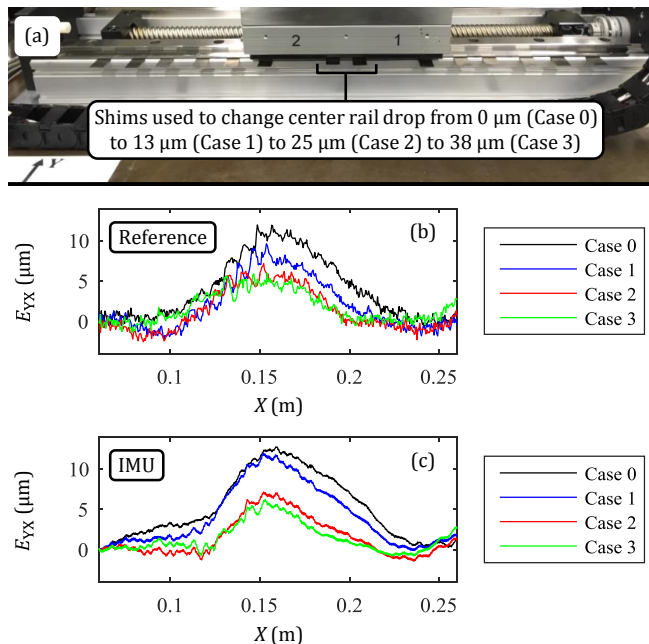 (a)
2 1
Shims used to change center rail drop from 0 μm (Case 0)
to 13 μm (Case 1) to 25 μm (Case 2) to 38 μm (Case 3)
Y
Reference
(b)
E_YX (μm)
10
5
0
0.1 0.15 0.2 0.25
X (m)
Case 0
Case 1
Case 2
Case 3
IMU
(c)
E_YX (μm)
10
5
0
0.1 0.15 0.2 0.25
X (m)
Case 0
Case 1
Case 2
Case 3